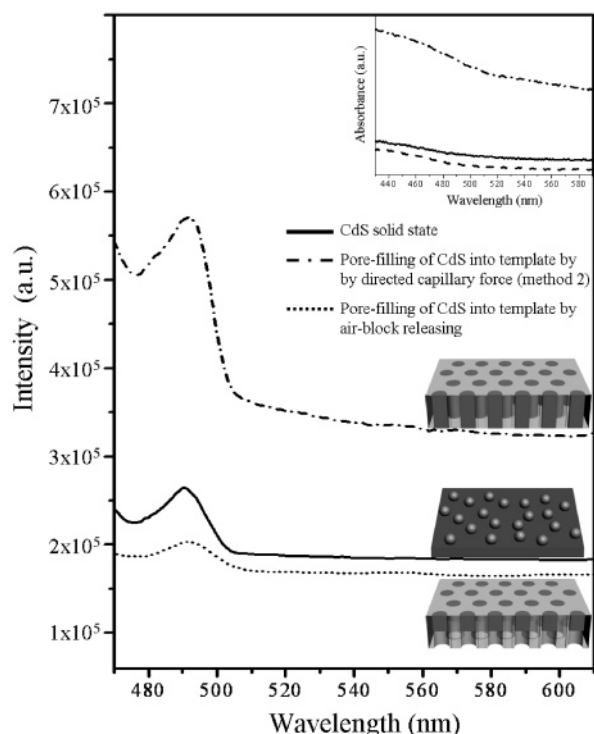 Intensity (a.u.)
7x10⁵
6x10⁵
5x10⁵
4x10⁵
3x10⁵
2x10⁵
1x10⁵
Absorbance (a.u.)
440 460 480 500 520 540 560 580
Wavelength (nm)
CdS solid state
Pore-filling of CdS into template by
by directed capillary force (method 2)
Pore-filling of CdS into template by
air-block releasing
480 500 520 540 560 580 600
Wavelength (nm)